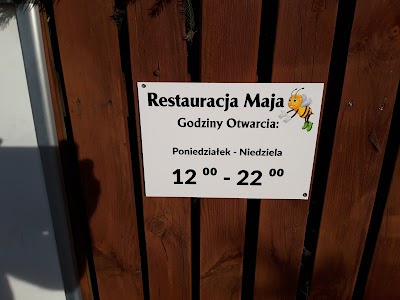 Restauracja Maja
Godziny Otwarcia:
Poniedziałek - Niedziela
12 00 - 22 00